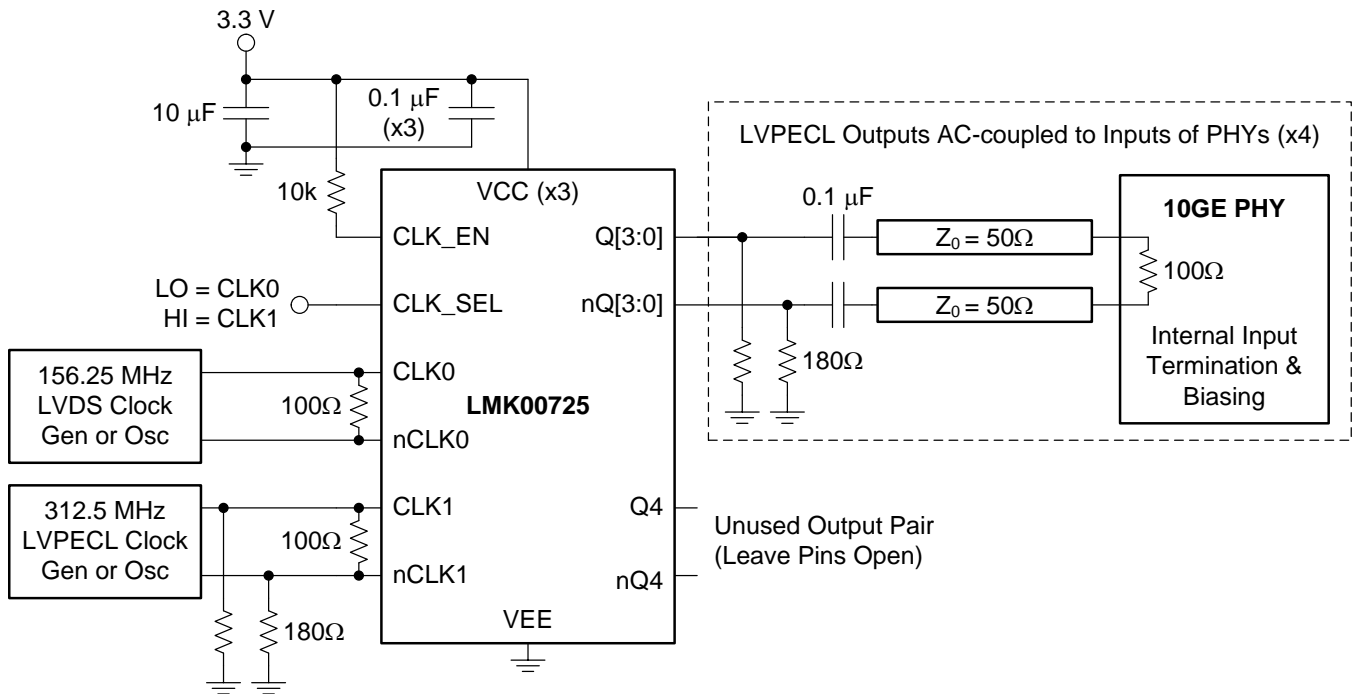 3.3 V
10 μF
0.1 μF
(x3)
10k
VCC (x3)
CLK_EN
CLK_SEL
LO = CLK0
HI = CLK1
CLK0
nCLK0
CLK1
nCLK1
VEE
LMK00725
Q[3:0]
nQ[3:0]
Q4
nQ4
156.25 MHz
LVDS Clock
Gen or Osc
100Ω
312.5 MHz
LVPECL Clock
Gen or Osc
100Ω
180Ω
LVPECL Outputs AC-coupled to Inputs of PHYs (x4)
0.1 μF
Z0 = 50Ω
Z0 = 50Ω
180Ω
10GE PHY
100Ω
Internal Input
Termination &
Biasing
Unused Output Pair
(Leave Pins Open)